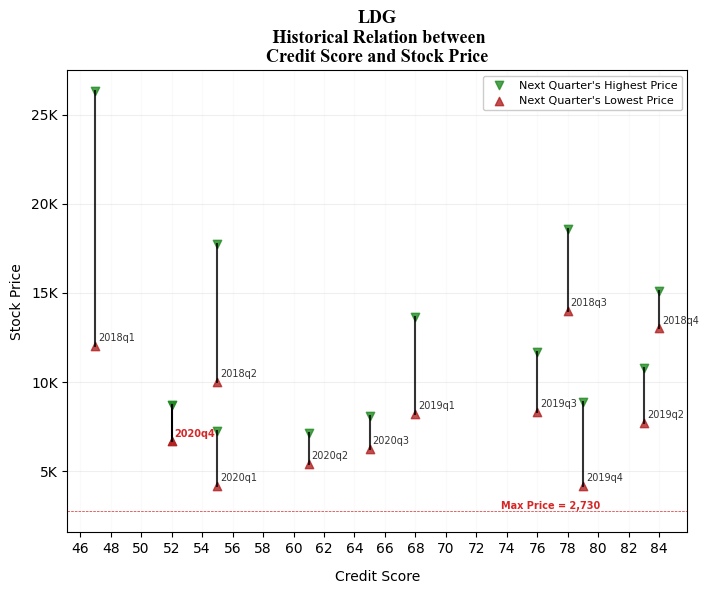 LDG
Historical Relation between
Credit Score and Stock Price
Next Quarter's Highest Price
Next Quarter's Lowest Price
Stock Price
25K
20K
15K
10K
5K
2018q1
2018q2
2018q3
2018q4
2019q1
2019q2
2019q3
2019q4
2020q1
2020q2
2020q3
2020q4
Max Price = 2,730
46 48 50 52 54 56 58 60 62 64 66 68 70 72 74 76 78 80 82 84
Credit Score